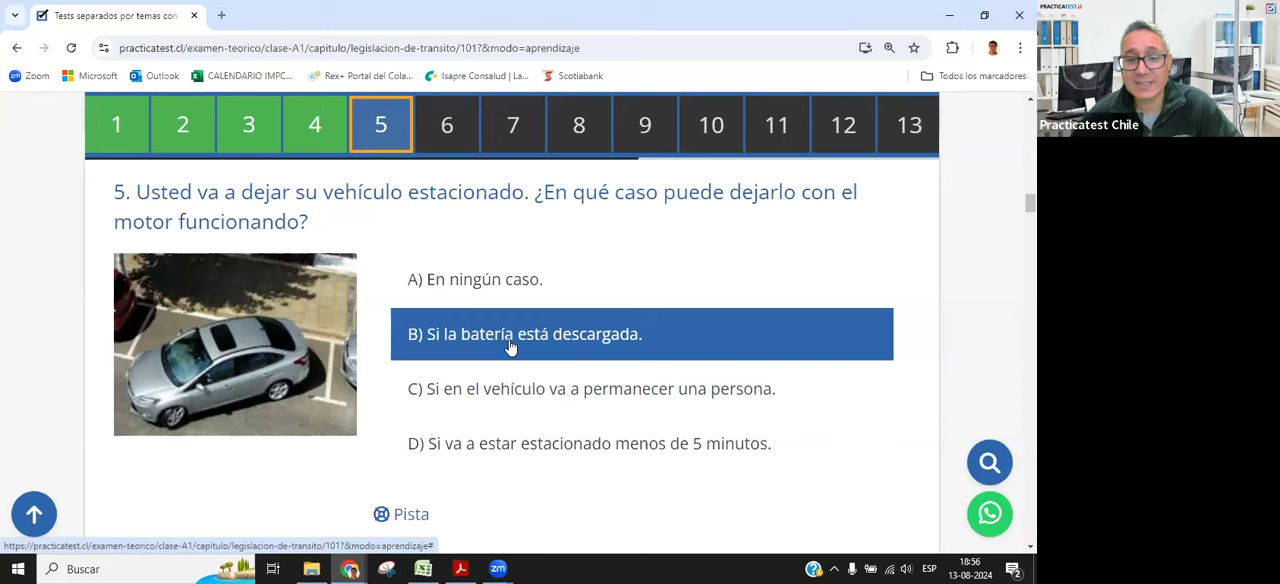 Tests separados por temas con
practicatest.cl/examen-teorico/clase-A1/capitulo/legislacion-de-transito/101?&modo=aprendizaje
Zoom
Microsoft
Outlook
CALENDARIO IMPC...
Rex+ Portal del Cola...
Isapre Consalud | La...
Scotiabank
Todos los marcadores
PRACTICATEST.cl
Practicatest Chile
1 2 3 4 5 6 7 8 9 10 11 12 13
5. Usted va a dejar su vehículo estacionado. ¿En qué caso puede dejarlo con el
motor funcionando?
A) En ningún caso.
B) Si la batería está descargada.
C) Si en el vehículo va a permanecer una persona.
D) Si va a estar estacionado menos de 5 minutos.
Pista
https://practicatest.cl/examen-teorico/clase-A1/capitulo/legislacion-de-transito/101?&modo=aprendizaje#
Buscar
ESP
18:56
13-08-2024
2